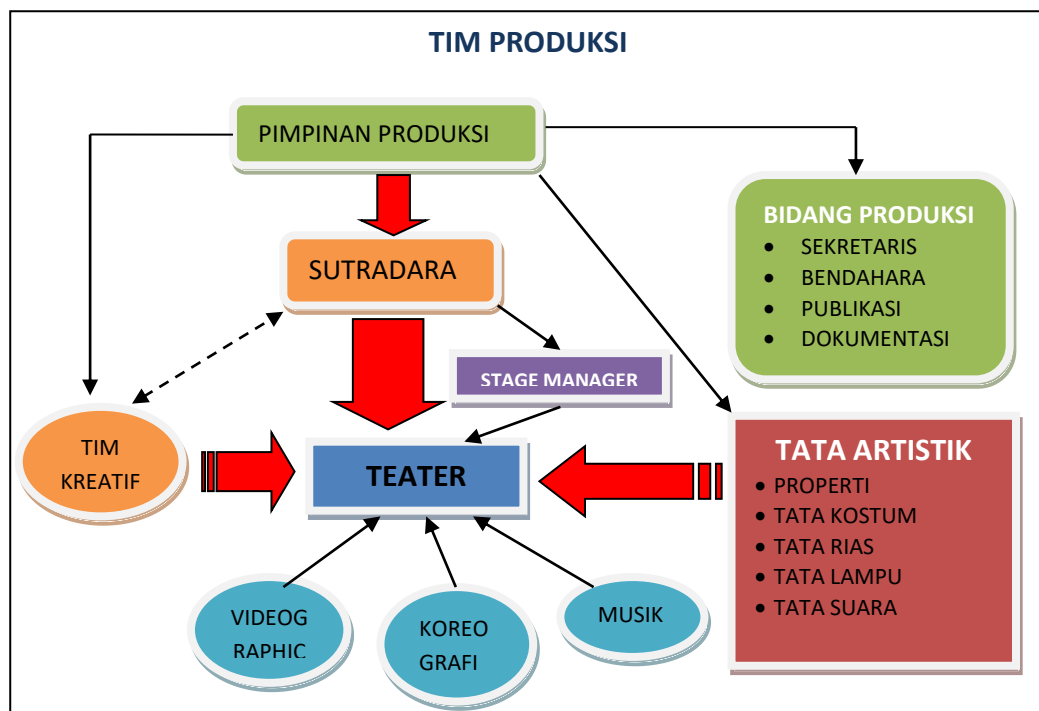 TIM PRODUKSI
PIMPINAN PRODUKSI
BIDANG PRODUKSI
• SEKRETARIS
• BENDAHARA
• PUBLIKASI
• DOKUMENTASI
SUTRADARA
STAGE MANAGER
TIM
KREATIF
TEATER
TATA ARTISTIK
• PROPERTI
• TATA KOSTUM
• TATA RIAS
• TATA LAMPU
• TATA SUARA
VIDEOG
RAPHIC
KOREO
GRAFI
MUSIK